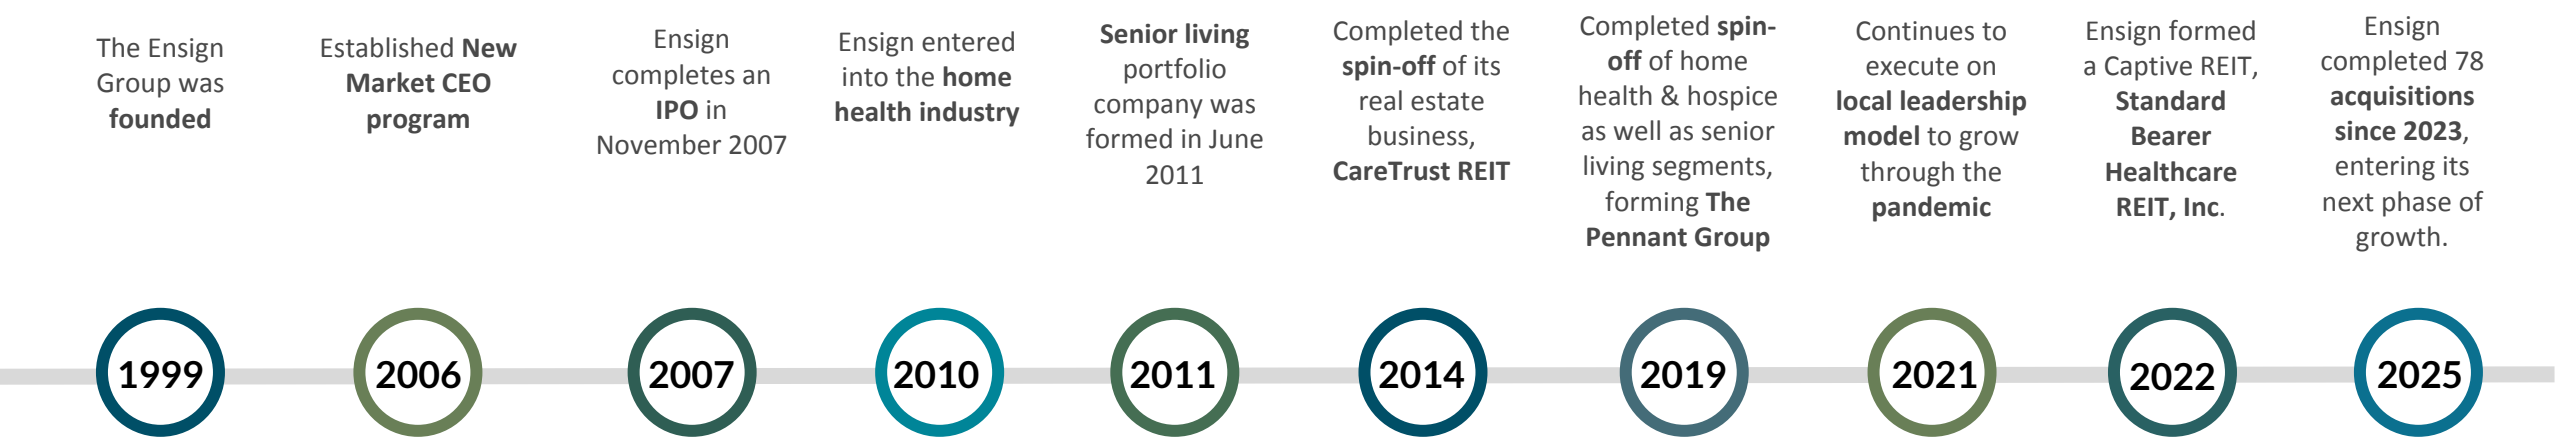 The Ensign
Group was
founded
Established New
Market CEO
program
Ensign
completes an
IPO in
November 2007
Ensign entered
into the home
health industry
Senior living
portfolio
company was
formed in June
2011
Completed the
spin-off of its
real estate
business,
CareTrust REIT
Completed spin-
off of home
health & hospice
as well as senior
living segments,
forming The
Pennant Group
Continues to
execute on
local leadership
model to grow
through the
pandemic
Ensign formed
a Captive REIT,
Standard
Bearer
Healthcare
REIT, Inc.
Ensign
completed 78
acquisitions
since 2023,
entering its
next phase of
growth.
1999
2006
2007
2010
2011
2014
2019
2021
2022
2025